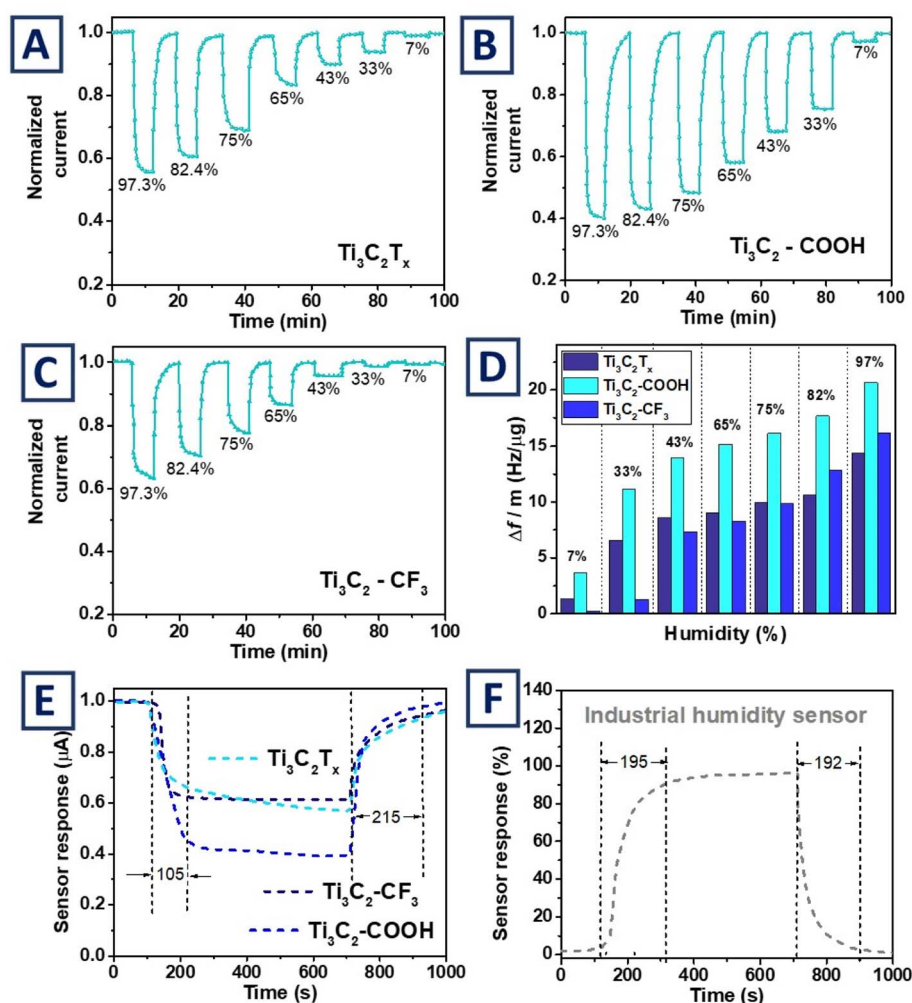 A
1.0
0.8
0.6
0.4
0.2
Normalized
current
97.3%
82.4%
75%
65%
43%
33%
7%
Ti₃C₂Tₓ
0 20 40 60 80 100
Time (min)
B
1.0
0.8
0.6
0.4
0.2
Normalized
current
97.3%
82.4%
75%
65%
43%
33%
7%
Ti₃C₂ - COOH
0 20 40 60 80 100
Time (min)
C
1.0
0.8
0.6
0.4
0.2
Normalized
current
97.3%
82.4%
75%
65%
43%
33%
7%
Ti₃C₂ - CF₃
0 20 40 60 80 100
Time (min)
D
Ti₃C₂Tₓ
Ti₃C₂-COOH
Ti₃C₂-CF₃
20
15
10
5
0
Δf / m (Hz/μg)
7%
33%
43%
65%
75%
82%
97%
Humidity (%)
E
1.0
0.8
0.6
0.4
0.2
0.0
Sensor response (μA)
Ti₃C₂Tₓ
215
105
Ti₃C₂-CF₃
Ti₃C₂-COOH
0 200 400 600 800 1000
Time (s)
F
140
120
100
80
60
40
20
0
Sensor response (%)
Industrial humidity sensor
195
192
0 200 400 600 800 1000
Time (s)